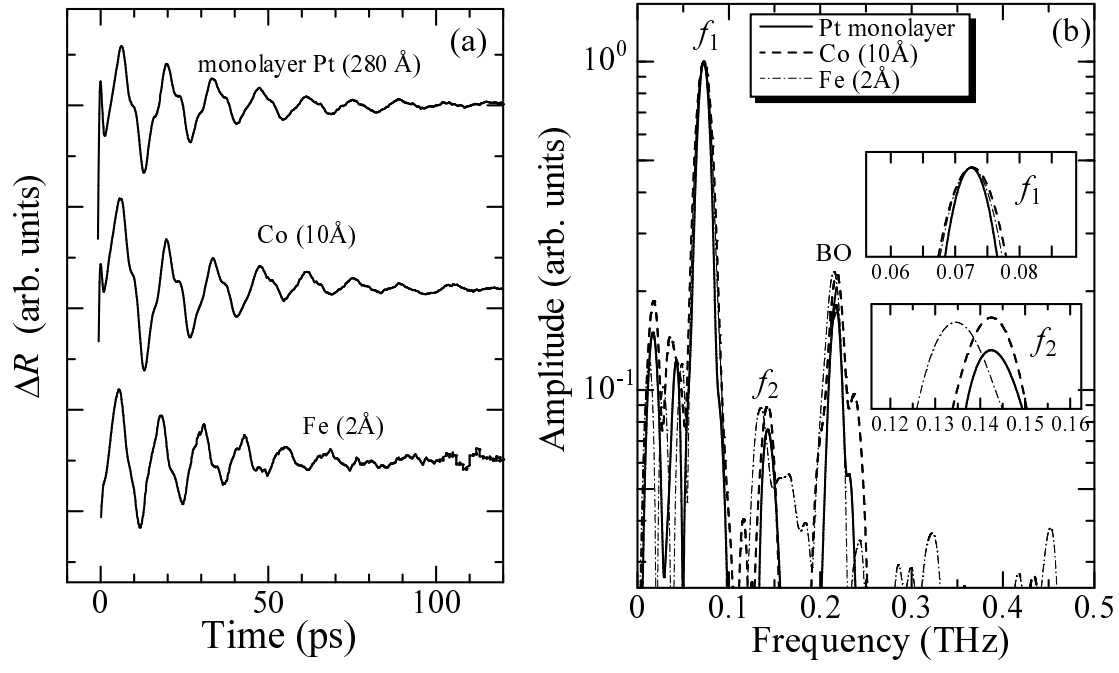 (a)
monolayer Pt (280 Å)
Co (10Å)
Fe (2Å)
ΔR (arb. units)
0
50
100
Time (ps)
(b)
f1
Pt monolayer
Co (10Å)
Fe (2Å)
10^0
10^-1
Amplitude (arb. units)
f2
BO
f1
0.06 0.07 0.08
f2
0.12 0.13 0.14 0.15 0.16
0 0.1 0.2 0.3 0.4 0.5
Frequency (THz)